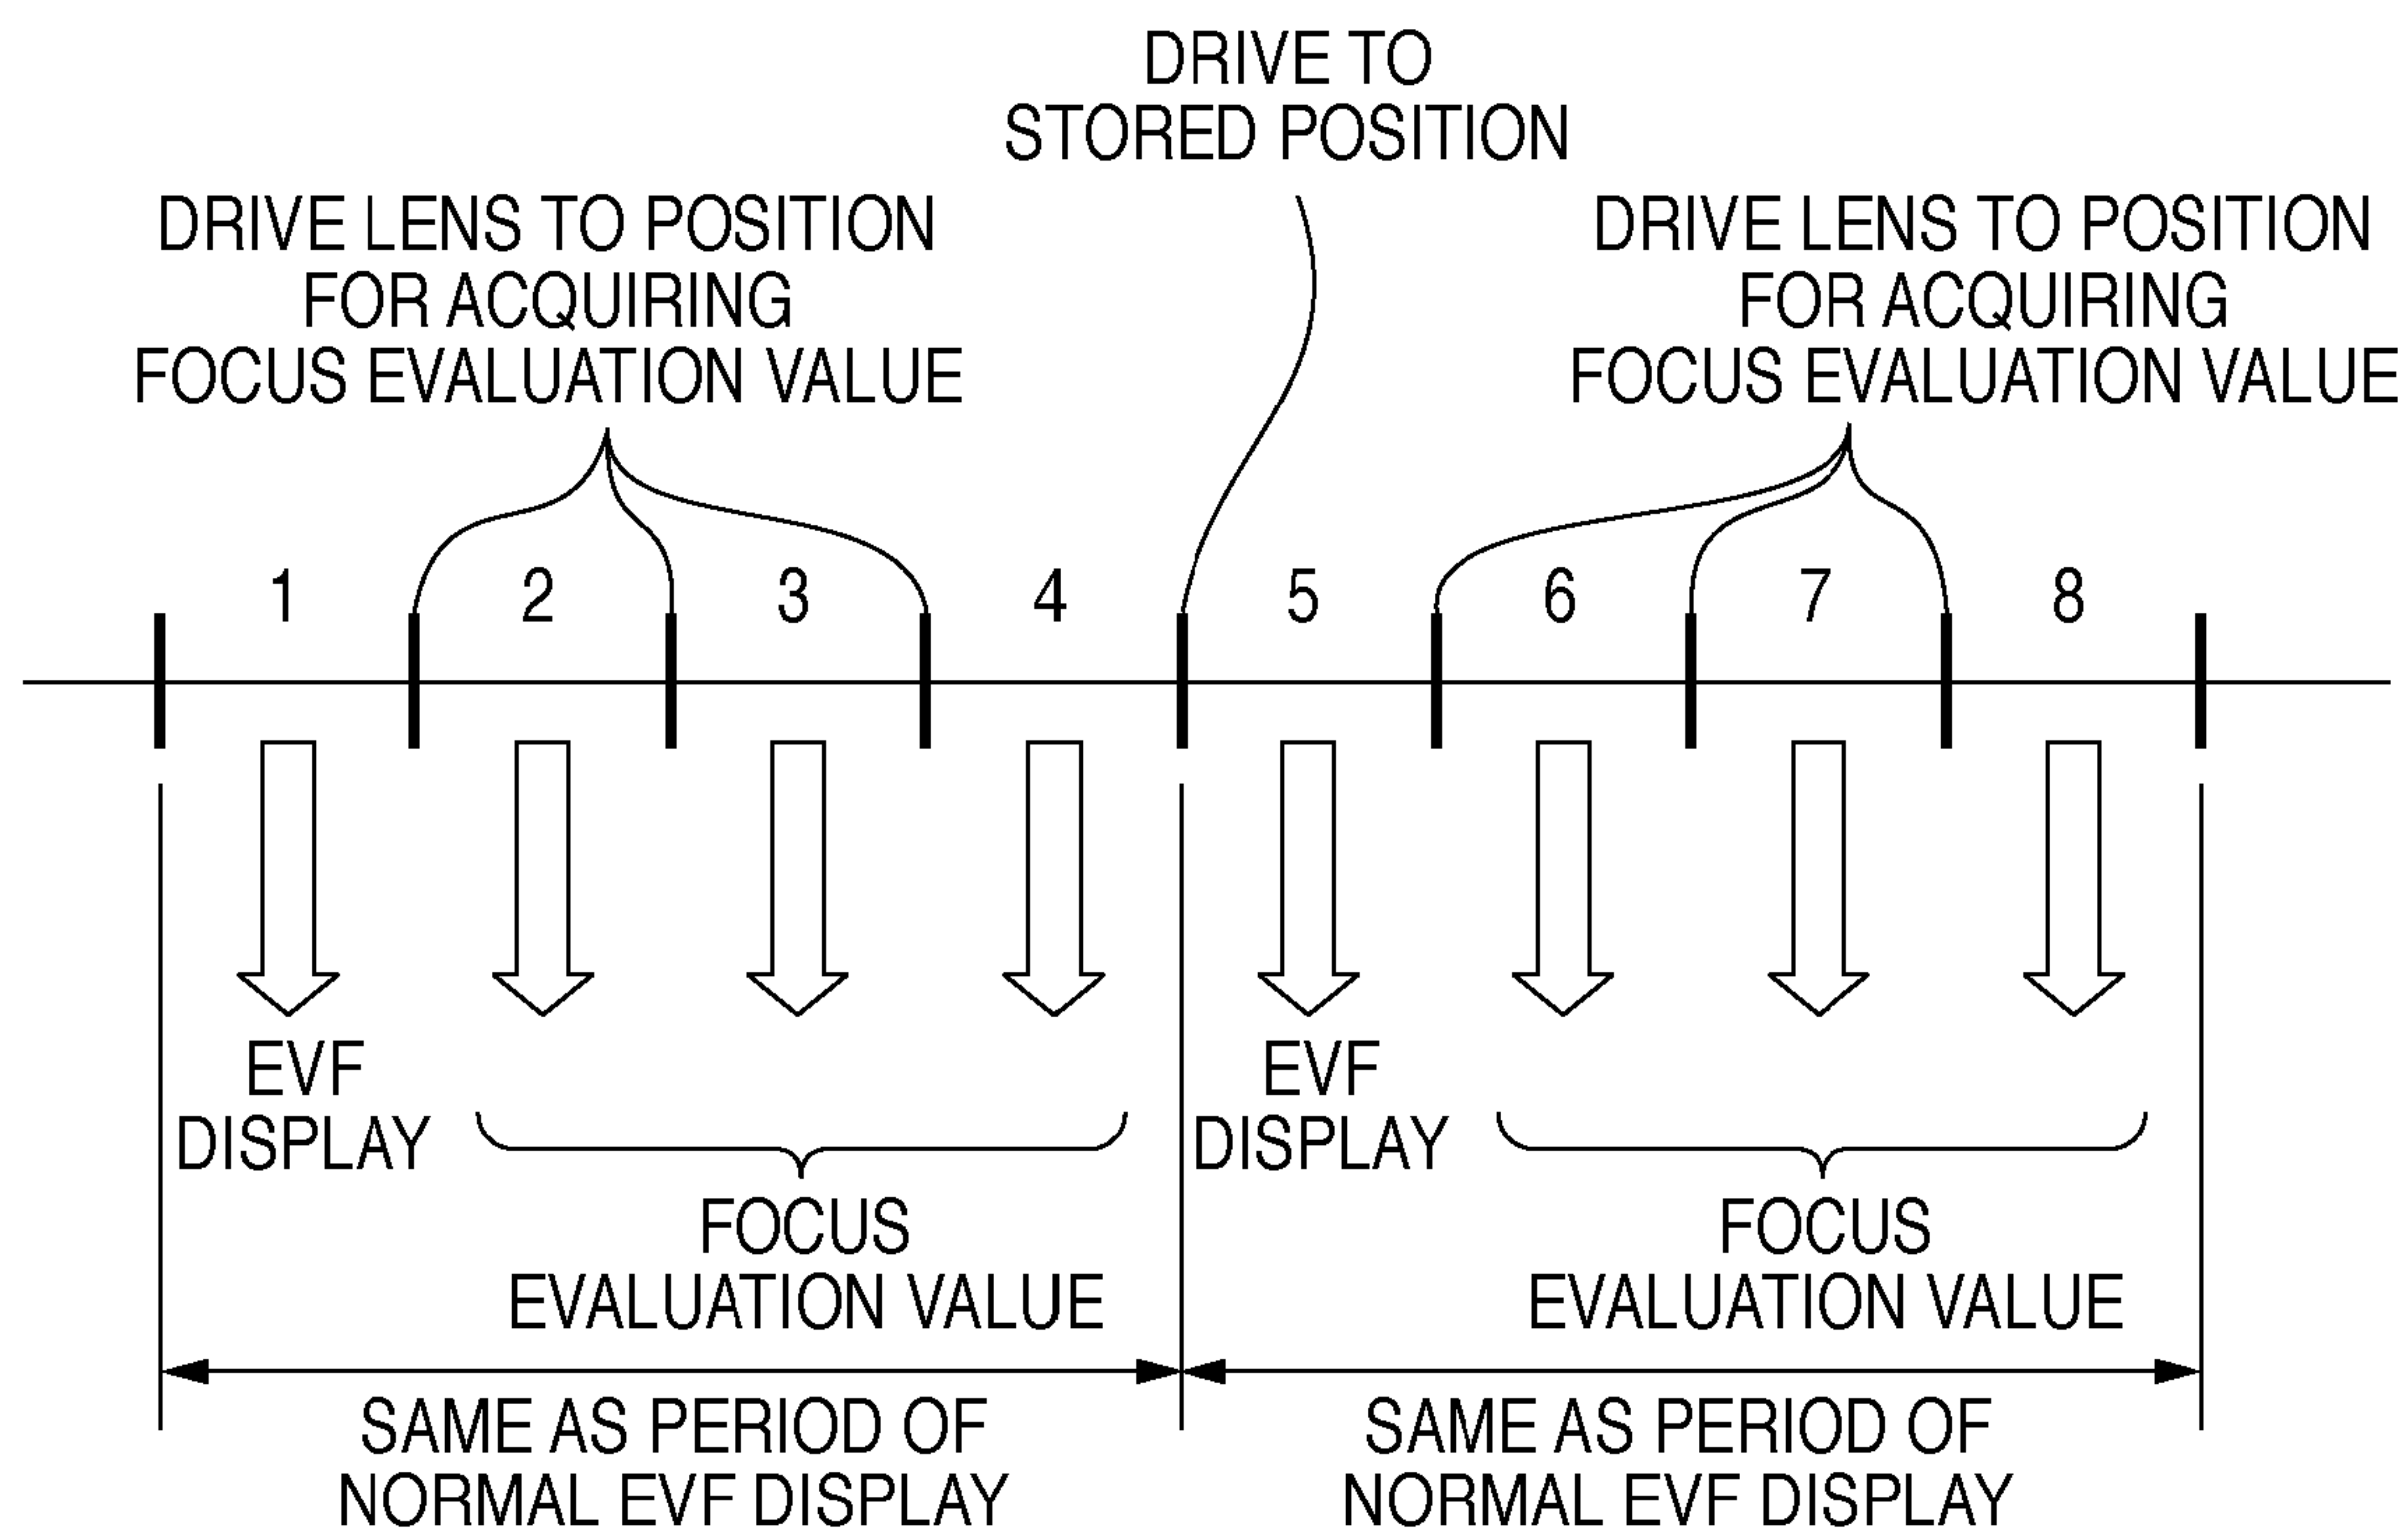 DRIVE TO
STORED POSITION
DRIVE LENS TO POSITION
FOR ACQUIRING
FOCUS EVALUATION VALUE
DRIVE LENS TO POSITION
FOR ACQUIRING
FOCUS EVALUATION VALUE
1 2 3 4 5 6 7 8
EVF
DISPLAY
FOCUS
EVALUATION VALUE
EVF
DISPLAY
FOCUS
EVALUATION VALUE
SAME AS PERIOD OF
NORMAL EVF DISPLAY
SAME AS PERIOD OF
NORMAL EVF DISPLAY